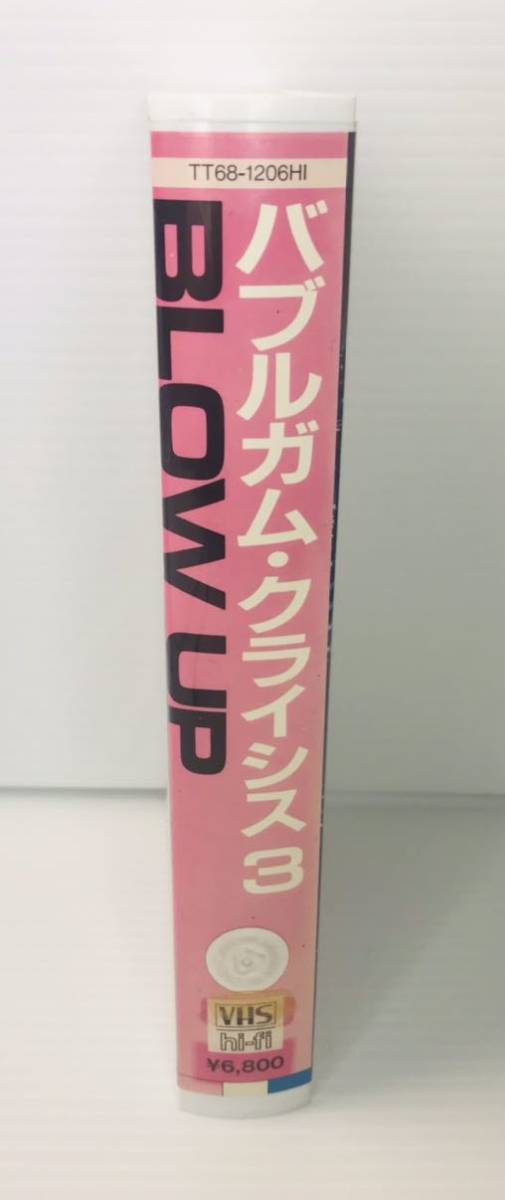 TT68-1206HI
バブルガム・クライシス3
BLOW UP
VHS
hi-fi
¥6,800